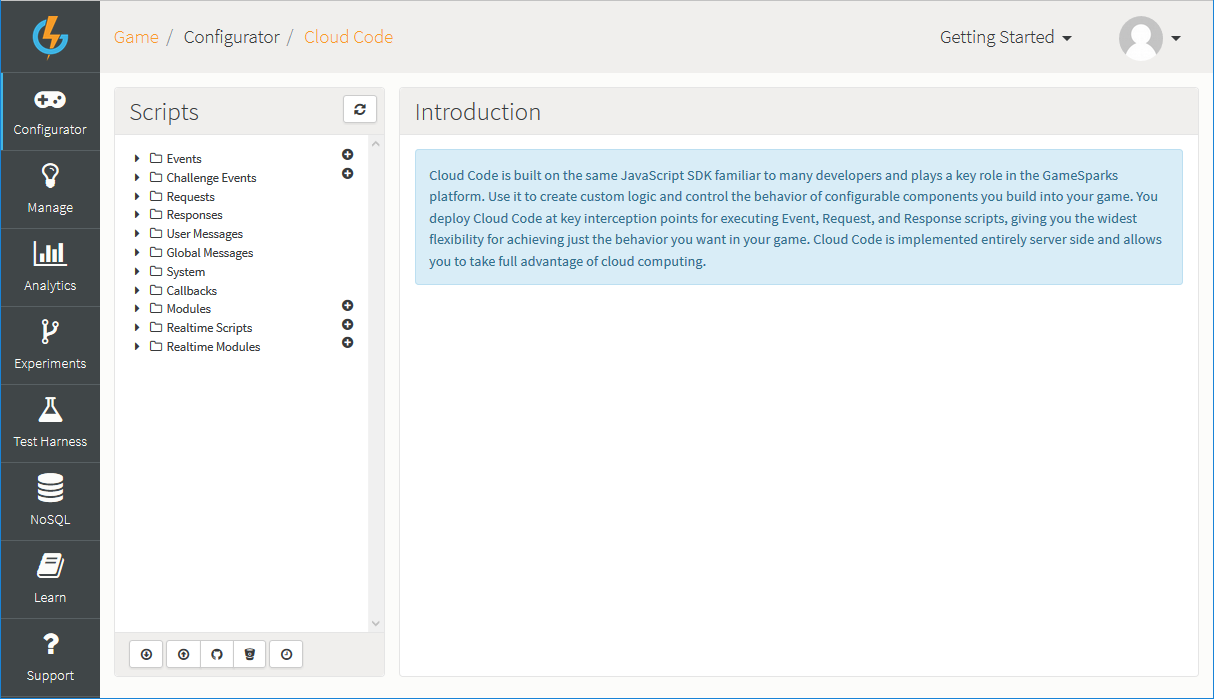 Game / Configurator / Cloud Code
Getting Started
Configurator
Manage
Analytics
Experiments
Test Harness
NoSQL
Learn
Support
Scripts
Events
Challenge Events
Requests
Responses
User Messages
Global Messages
System
Callbacks
Modules
Realtime Scripts
Realtime Modules
Introduction
Cloud Code is built on the same JavaScript SDK familiar to many developers and plays a key role in the GameSparks
platform. Use it to create custom logic and control the behavior of configurable components you build into your game. You
deploy Cloud Code at key interception points for executing Event, Request, and Response scripts, giving you the widest
flexibility for achieving just the behavior you want in your game. Cloud Code is implemented entirely server side and allows
you to take full advantage of cloud computing.